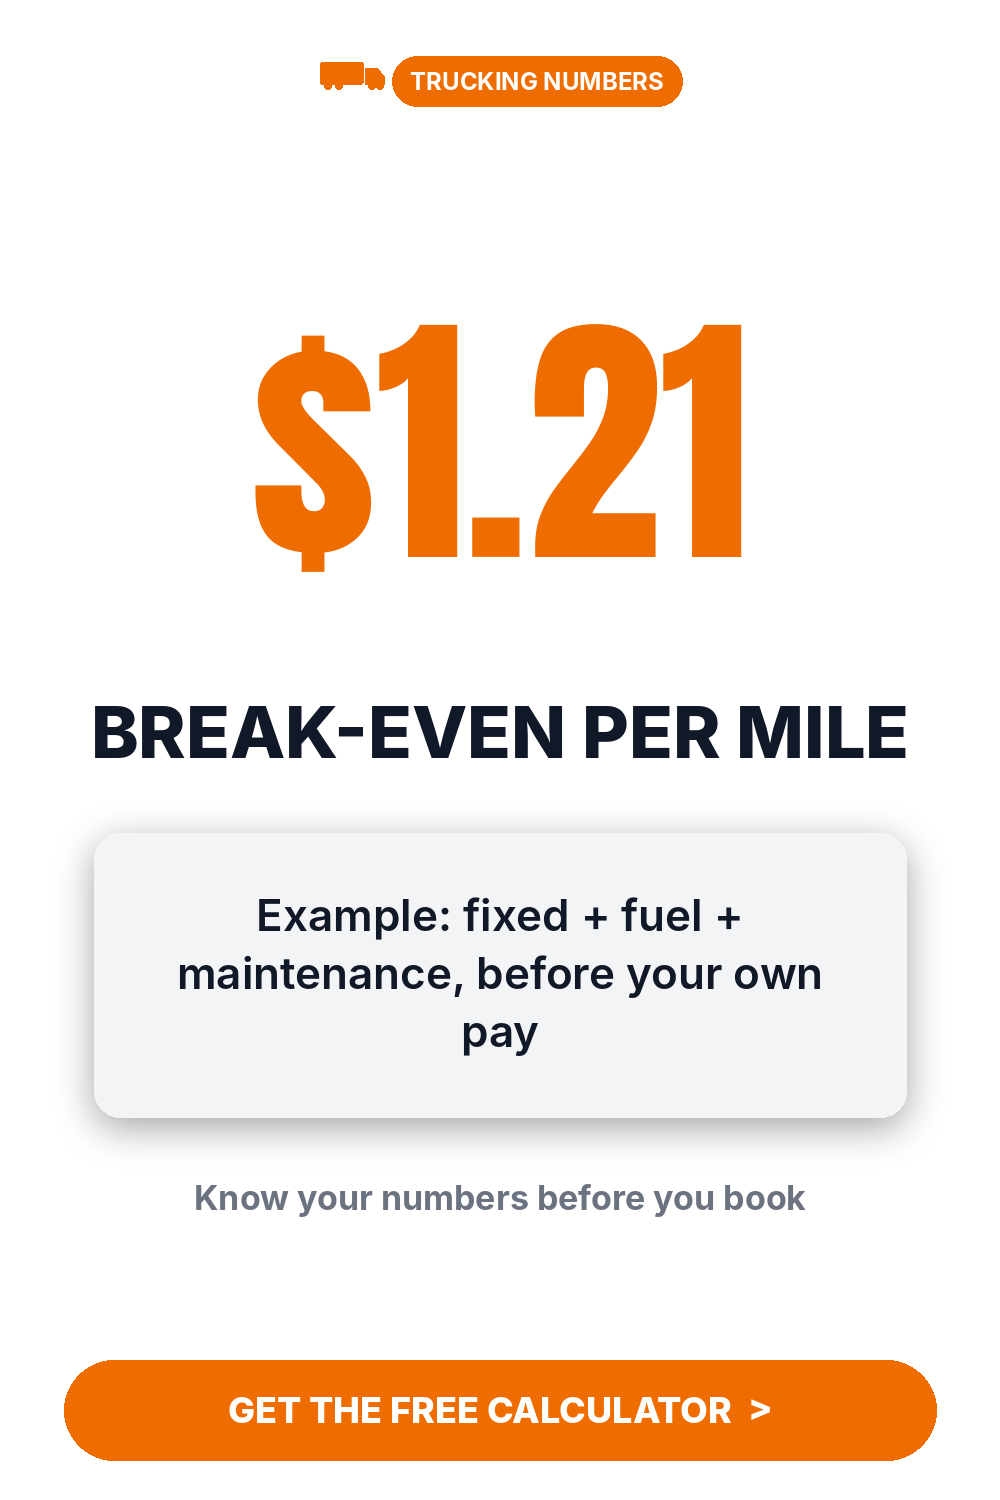 TRUCKING NUMBERS
$1.21
BREAK-EVEN PER MILE
Example: fixed + fuel +
maintenance, before your own
pay
Know your numbers before you book
GET THE FREE CALCULATOR >